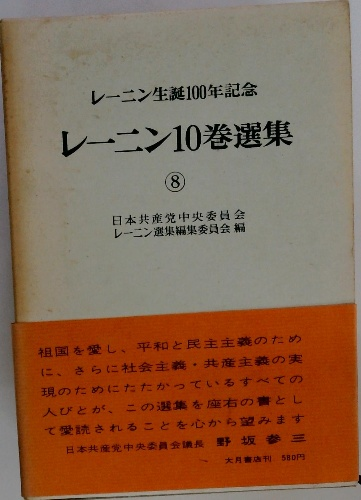 レーニン生誕100年記念
レーニン10巻選集
⑧
日本共産党中央委員会
レーニン選集編集委員会 編
祖国を愛し、平和と民主主義のため
に、さらに社会主義・共産主義の実
現のためにたたかっているすべての
人びとが、この選集を座右の書とし
て愛読されることを心から望みます
日本共産党中央委員会議長 野坂参三
大月書店刊 580円